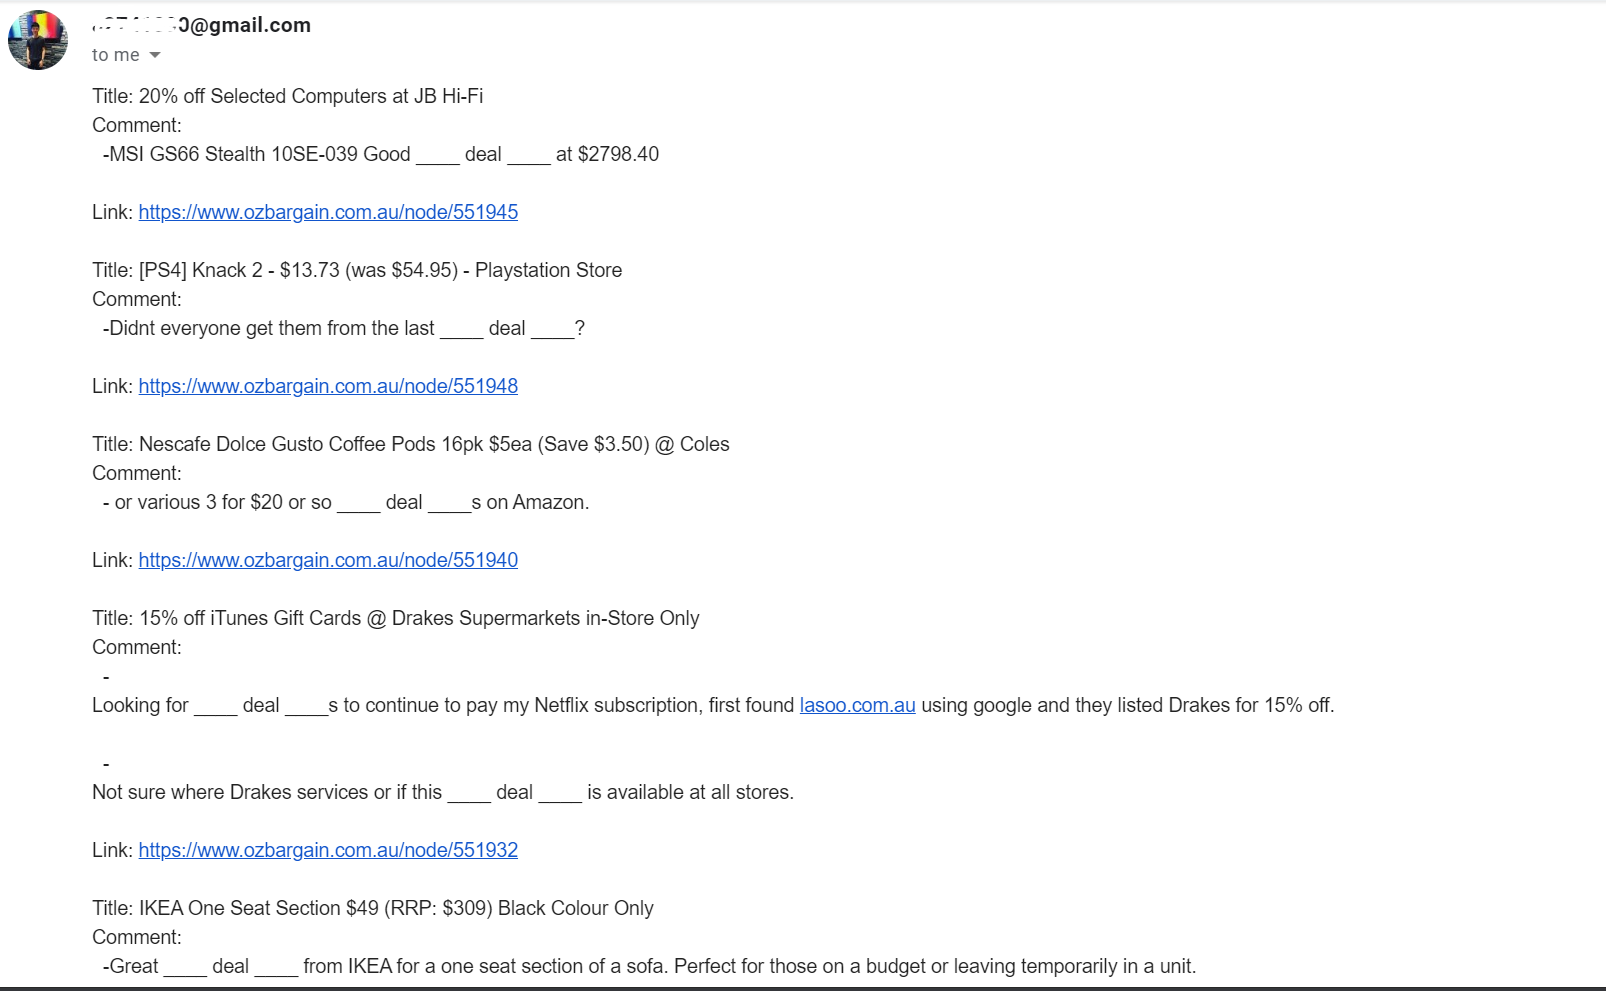 0@gmail.com
to me
Title: 20% off Selected Computers at JB Hi-Fi
Comment:
-MSI GS66 Stealth 10SE-039 Good ____ deal ____ at $2798.40
Link: https://www.ozbargain.com.au/node/551945
Title: [PS4] Knack 2 - $13.73 (was $54.95) - Playstation Store
Comment:
-Didnt everyone get them from the last ____ deal ____?
Link: https://www.ozbargain.com.au/node/551948
Title: Nescafe Dolce Gusto Coffee Pods 16pk $5ea (Save $3.50) @ Coles
Comment:
- or various 3 for $20 or so ____ deal ____s on Amazon.
Link: https://www.ozbargain.com.au/node/551940
Title: 15% off iTunes Gift Cards @ Drakes Supermarkets in-Store Only
Comment:
-
Looking for ____ deal ____s to continue to pay my Netflix subscription, first found lasoo.com.au using google and they listed Drakes for 15% off.
-
Not sure where Drakes services or if this ____ deal ____ is available at all stores.
Link: https://www.ozbargain.com.au/node/551932
Title: IKEA One Seat Section $49 (RRP: $309) Black Colour Only
Comment:
-Great ____ deal ____ from IKEA for a one seat section of a sofa. Perfect for those on a budget or leaving temporarily in a unit.